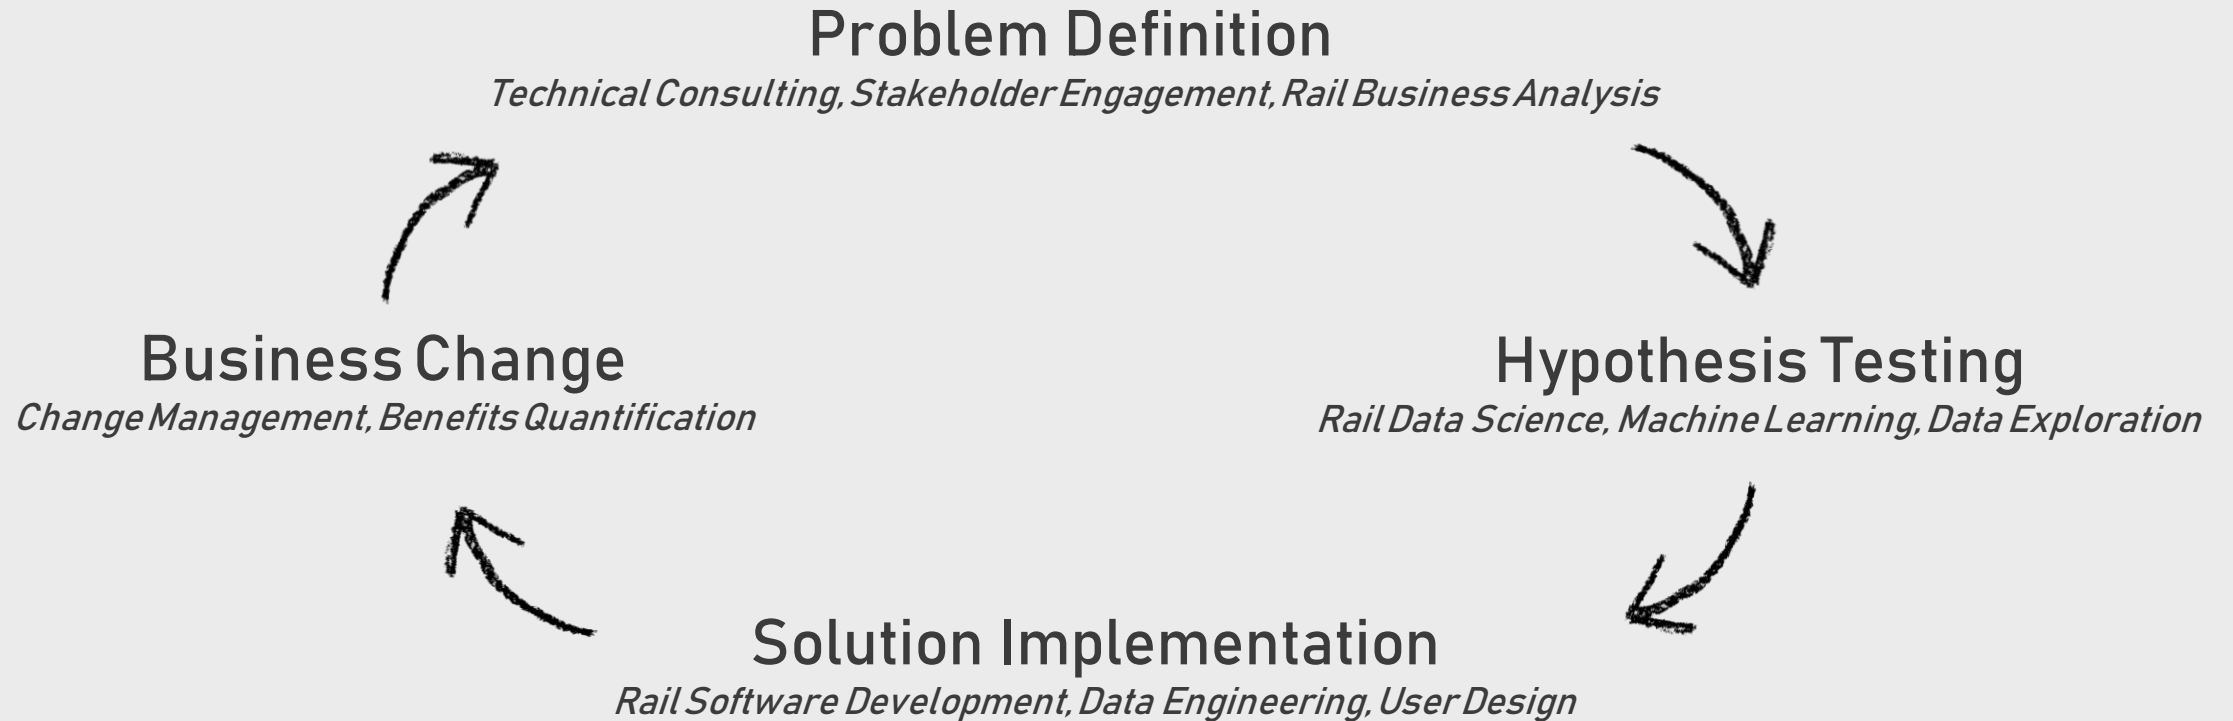 Problem Definition
Technical Consulting, Stakeholder Engagement, Rail Business Analysis
Business Change
Change Management, Benefits Quantification
Hypothesis Testing
Rail Data Science, Machine Learning, Data Exploration
Solution Implementation
Rail Software Development, Data Engineering, User Design